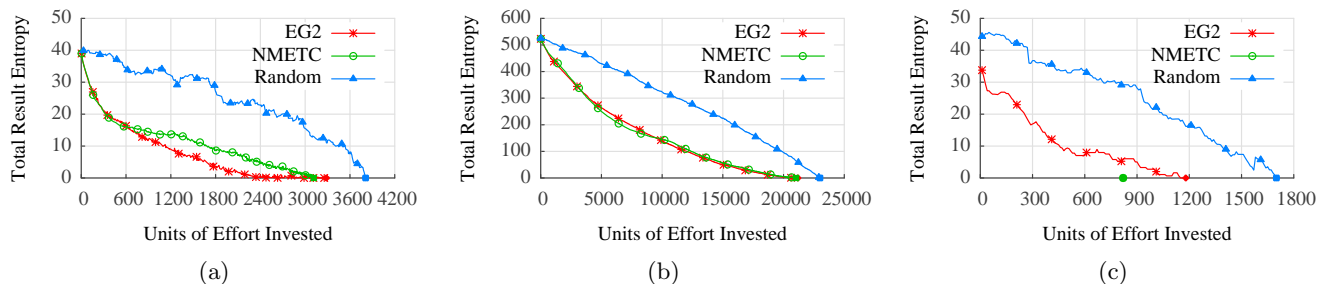 Total Result Entropy
50
40
30
20
10
0
0 600 1200 1800 2400 3000 3600 4200
EG2
NMETC
Random
Units of Effort Invested
(a)
Total Result Entropy
600
500
400
300
200
100
0
0 5000 10000 15000 20000 25000
EG2
NMETC
Random
Units of Effort Invested
(b)
Total Result Entropy
50
40
30
20
10
0
0 300 600 900 1200 1500 1800
EG2
NMETC
Random
Units of Effort Invested
(c)